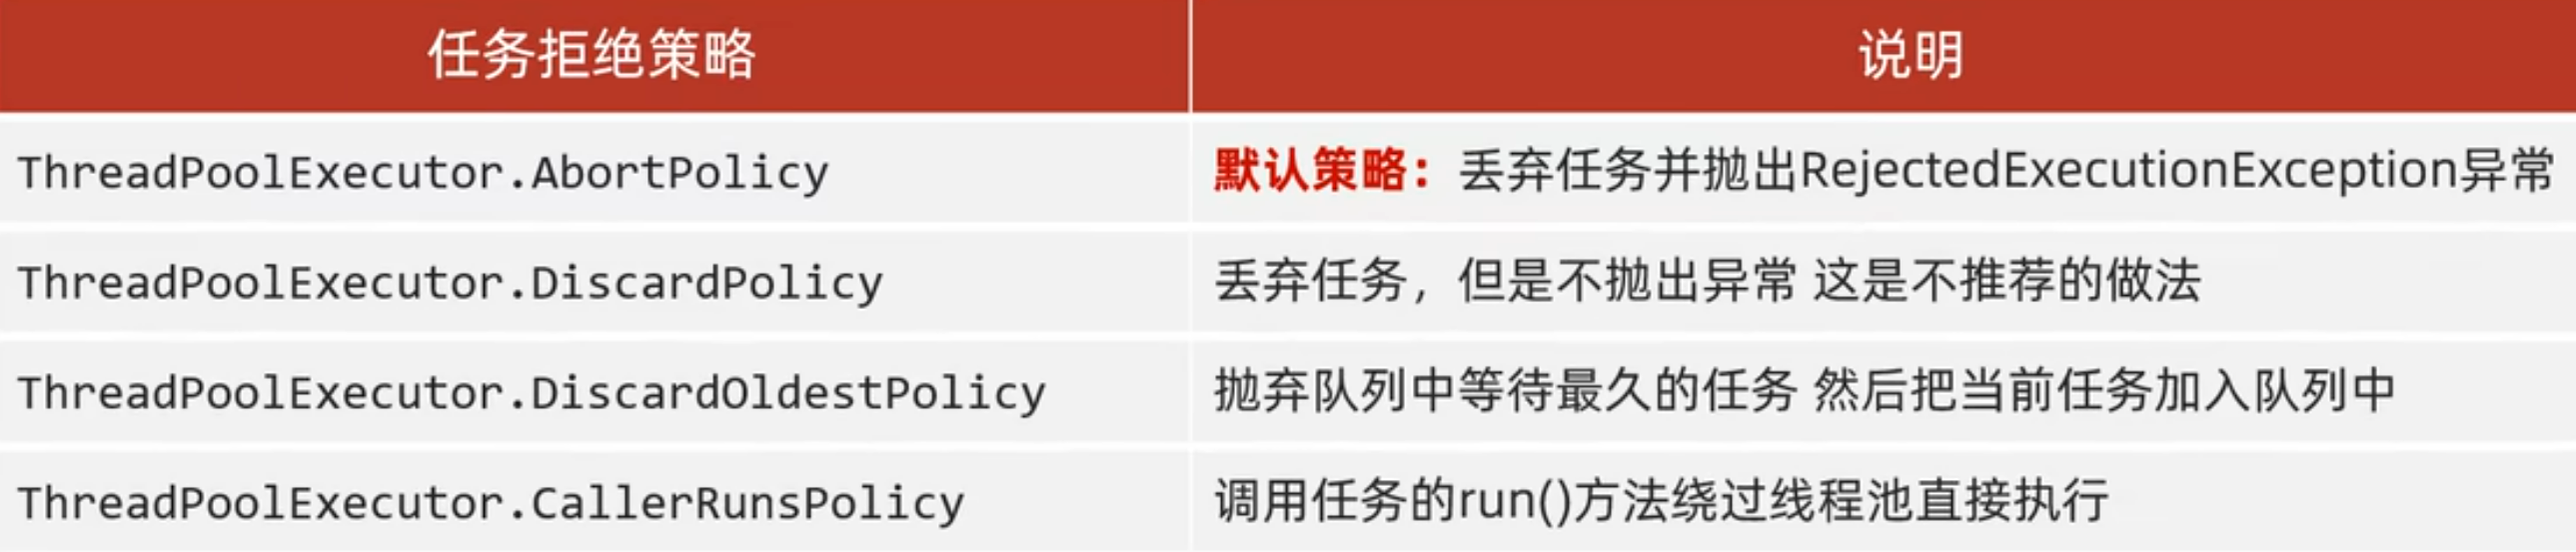 任务拒绝策略 说明
ThreadPoolExecutor.AbortPolicy 默认策略：丢弃任务并抛出RejectedExecutionException异常
ThreadPoolExecutor.DiscardPolicy 丢弃任务，但是不抛出异常 这是不推荐的做法
ThreadPoolExecutor.DiscardOldestPolicy 抛弃队列中等待最久的任务 然后把当前任务加入队列中
ThreadPoolExecutor.CallerRunsPolicy 调用任务的run()方法绕过线程池直接执行